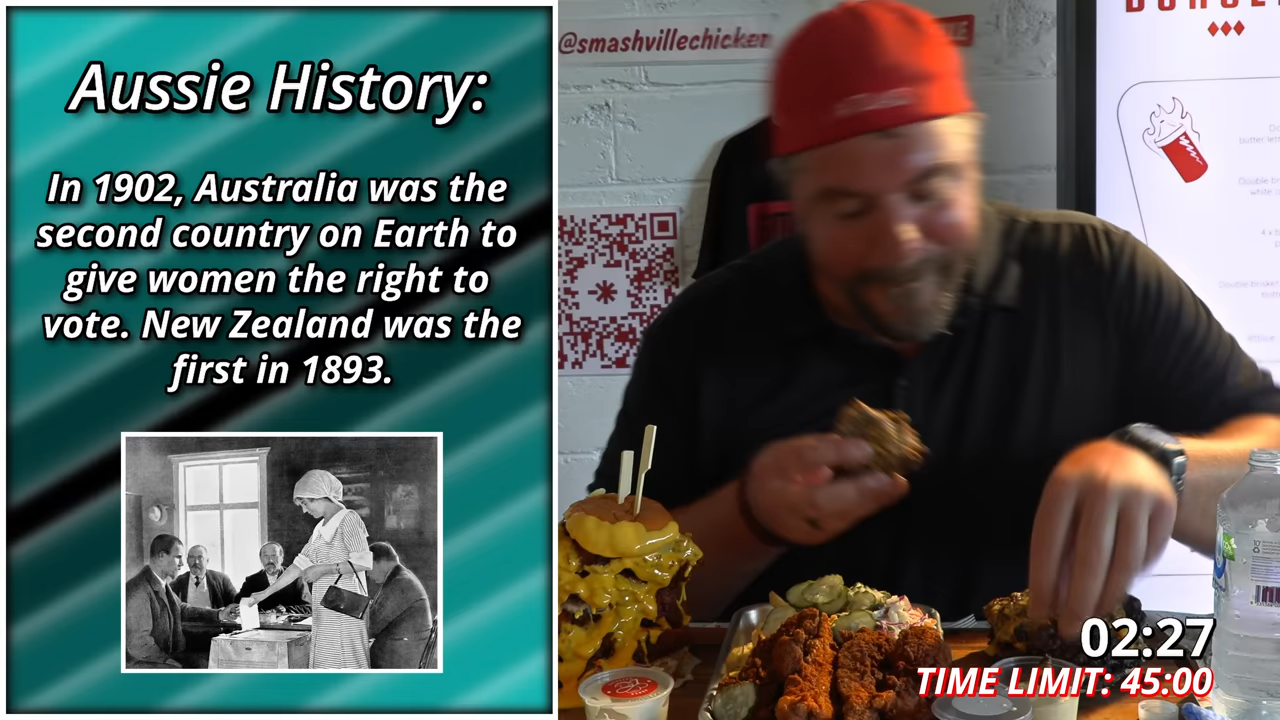 Aussie History:
In 1902, Australia was the
second country on Earth to
give women the right to
vote. New Zealand was the
first in 1893.
@smashvillechicken
02:27
TIME LIMIT: 45:00